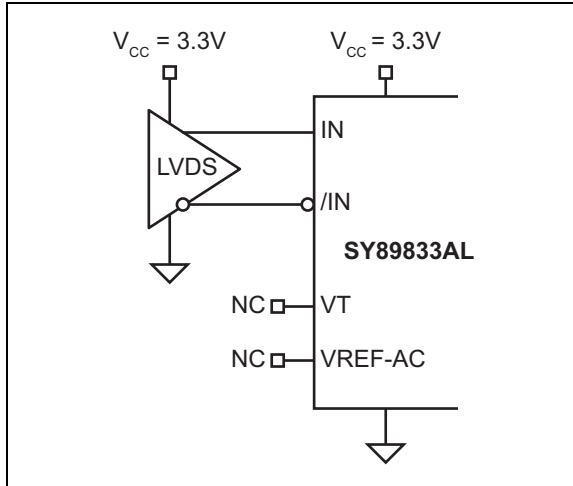 V_CC = 3.3V
V_CC = 3.3V
LVDS
IN
/IN
SY89833AL
NC
VT
NC
VREF-AC